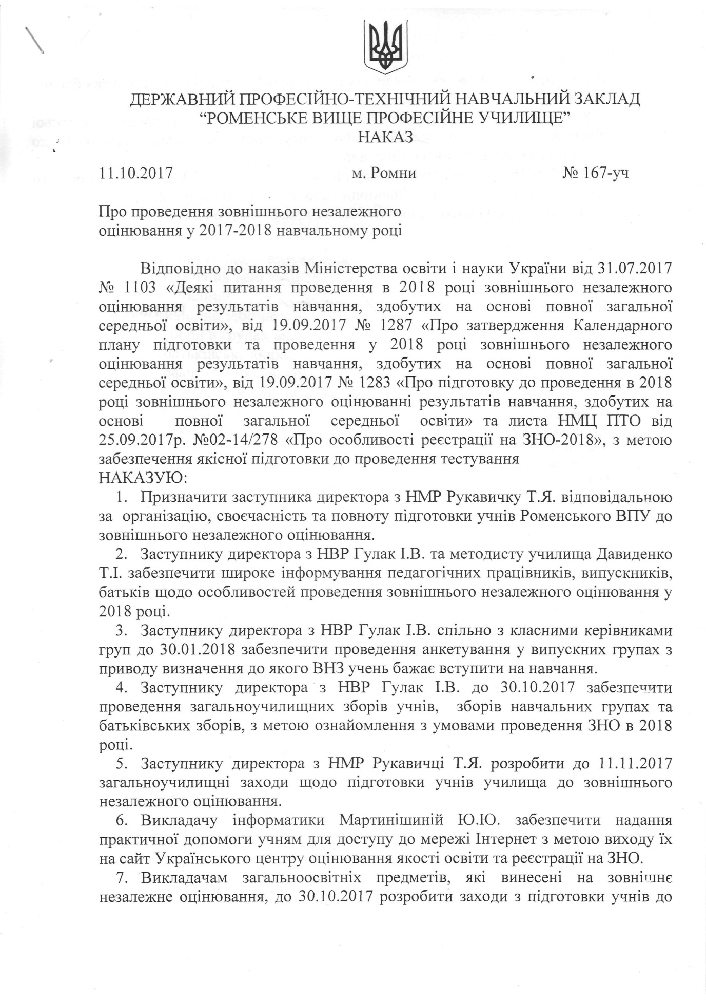 ДЕРЖАВНИЙ ПРОФЕСІЙНО-ТЕХНІЧНИЙ НАВЧАЛЬНИЙ ЗАКЛАД
“РОМЕНСЬКЕ ВИЩЕ ПРОФЕСІЙНЕ УЧИЛИЩЕ”
НАКАЗ
11.10.2017 м. Ромни № 167-уч
Про проведення зовнішнього незалежного
оцінювання у 2017-2018 навчальному році
Відповідно до наказів Міністерства освіти і науки України від 31.07.2017
№ 1103 «Деякі питання проведення в 2018 році зовнішнього незалежного
оцінювання результатів навчання, здобутих на основі повної загальної
середньої освіти», від 19.09.2017 № 1287 «Про затвердження Календарного
плану підготовки та проведення у 2018 році зовнішнього незалежного
оцінювання результатів навчання, здобутих на основі повної загальної
середньої освіти», від 19.09.2017 № 1283 «Про підготовку до проведення в 2018
році зовнішнього незалежного оцінюванні результатів навчання, здобутих на
основі повної загальної середньої освіти» та листа НМЦ ПТО від
25.09.2017р. №02-14/278 «Про особливості реєстрації на ЗНО-2018», з метою
забезпечення якісної підготовки до проведення тестування
НАКАЗУЮ:
1. Призначити заступника директора з НМР Рукавичку Т.Я. відповідальною
за організацію, своєчасність та повноту підготовки учнів Роменського ВПУ до
зовнішнього незалежного оцінювання.
2. Заступнику директора з НВР Гулак І.В. та методисту училища Давиденко
Т.І. забезпечити широке інформування педагогічних працівників, випускників,
батьків щодо особливостей проведення зовнішнього незалежного оцінювання у
2018 році.
3. Заступнику директора з НВР Гулак І.В. спільно з класними керівниками
груп до 30.01.2018 забезпечити проведення анкетування у випускних групах з
приводу визначення до якого ВНЗ учень бажає вступити на навчання.
4. Заступнику директора з НВР Гулак І.В. до 30.10.2017 забезпечити
проведення загальноучилищних зборів учнів, зборів навчальних групах та
батьківських зборів, з метою ознайомлення з умовами проведення ЗНО в 2018
році.
5. Заступнику директора з НМР Рукавичці Т.Я. розробити до 11.11.2017
загальноучилищні заходи щодо підготовки учнів училища до зовнішнього
незалежного оцінювання.
6. Викладачу інформатики Мартинішиній Ю.Ю. забезпечити надання
практичної допомоги учням для доступу до мережі Інтернет з метою виходу їх
на сайт Українського центру оцінювання якості освіти та реєстрації на ЗНО.
7. Викладачам загальноосвітніх предметів, які винесені на зовнішнє
незалежне оцінювання, до 30.10.2017 розробити заходи з підготовки учнів до